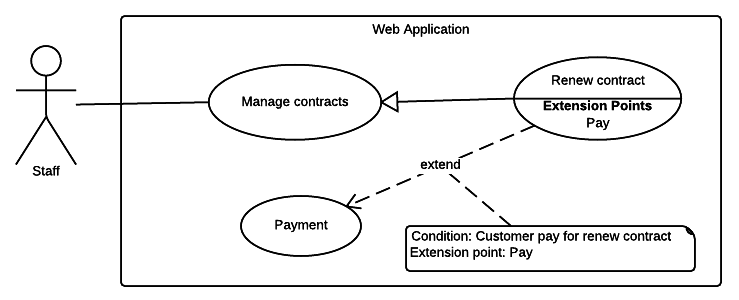 Web Application
Manage contracts
Renew contract
Extension Points
Pay
Staff
extend
Payment
Condition: Customer pay for renew contract
Extension point: Pay